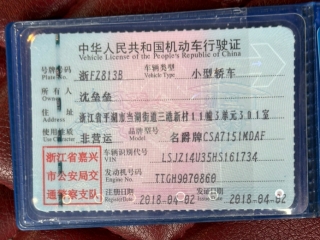 中华人民共和国机动车行驶证
Vehicle License of the People's Republic of China
号牌号码 浙FZ813B 车辆类型 小型轿车
Plate No. Vehicle Type
所有人 沈垒垒
Owner
住址 浙江省平湖市当湖街道三港新村11幢3单元301室
Address
使用性质 非营运 品牌型号 名爵牌CSA7151MDAF
Use Character Model
浙江省嘉兴 车辆识别代号 LSJZ14U35HS161734
VIN
市公安局交 发动机号码 TTGH9070860
Engine No.
通警察支队 注册日期 2018-04-02 发证日期 2018-04-02
Register Date Issue Date